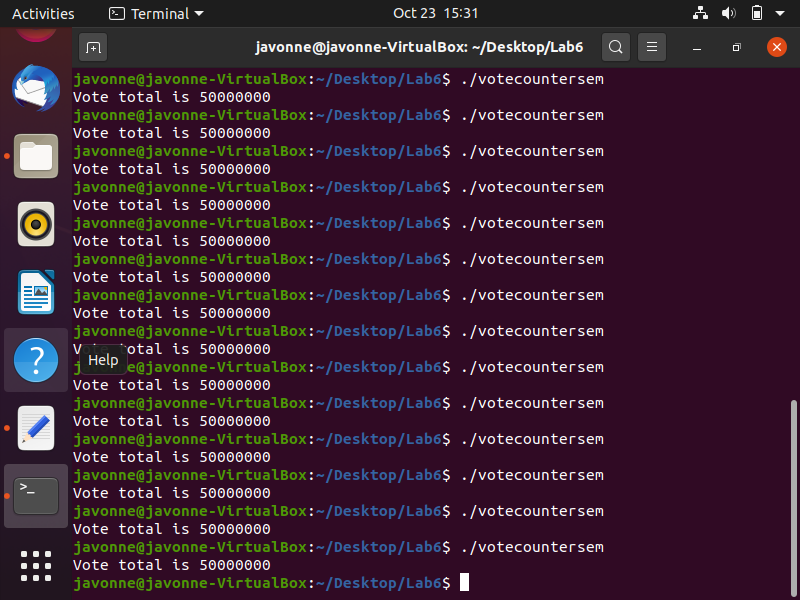 Activities Terminal Oct 23 15:31
javonne@javonne-VirtualBox: ~/Desktop/Lab6
javonne@javonne-VirtualBox:~/Desktop/Lab6$ ./votecountersem
Vote total is 50000000
javonne@javonne-VirtualBox:~/Desktop/Lab6$ ./votecountersem
Vote total is 50000000
javonne@javonne-VirtualBox:~/Desktop/Lab6$ ./votecountersem
Vote total is 50000000
javonne@javonne-VirtualBox:~/Desktop/Lab6$ ./votecountersem
Vote total is 50000000
javonne@javonne-VirtualBox:~/Desktop/Lab6$ ./votecountersem
Vote total is 50000000
javonne@javonne-VirtualBox:~/Desktop/Lab6$ ./votecountersem
Vote total is 50000000
javonne@javonne-VirtualBox:~/Desktop/Lab6$ ./votecountersem
Vote total is 50000000
javonne@javonne-VirtualBox:~/Desktop/Lab6$ ./votecountersem
Vote total is 50000000
Help
javonne@javonne-VirtualBox:~/Desktop/Lab6$ ./votecountersem
Vote total is 50000000
javonne@javonne-VirtualBox:~/Desktop/Lab6$ ./votecountersem
Vote total is 50000000
javonne@javonne-VirtualBox:~/Desktop/Lab6$ ./votecountersem
Vote total is 50000000
javonne@javonne-VirtualBox:~/Desktop/Lab6$ ./votecountersem
Vote total is 50000000
javonne@javonne-VirtualBox:~/Desktop/Lab6$ ./votecountersem
Vote total is 50000000
javonne@javonne-VirtualBox:~/Desktop/Lab6$ ./votecountersem
Vote total is 50000000
javonne@javonne-VirtualBox:~/Desktop/Lab6$